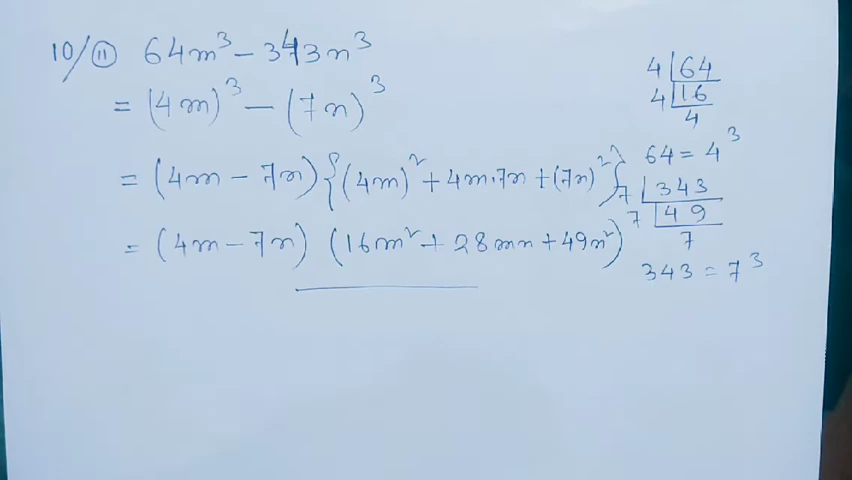 10/⑪ 64m³ - 343n³
= (4m)³ - (7n)³
= (4m - 7n) {(4m)² + 4m.7n + (7n)²}
= (4m - 7n) (16m² + 28mn + 49n²)
4 | 64
4 | 16
4
64 = 4³
7 | 343
7 | 49
7
343 = 7³